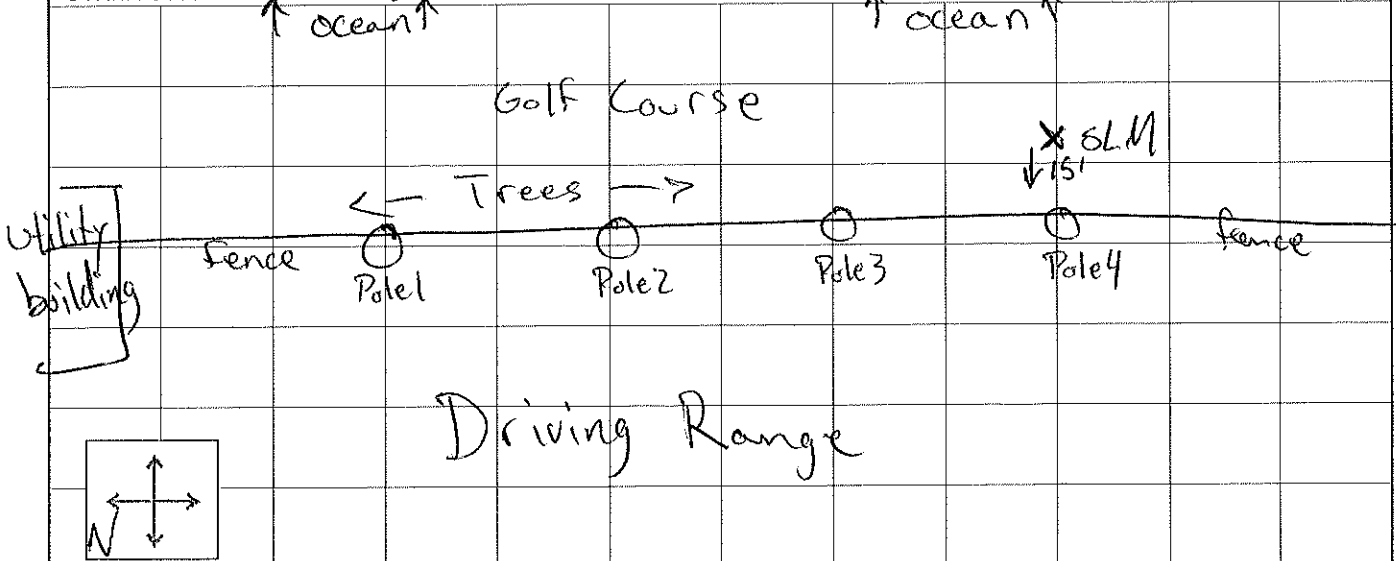 ↑ ocean ↑ ↑ ocean ↑
Golf Course
X SLM
↓ 15'
<- Trees ->
Utility building
fence
Pole1
Pole2
Pole3
Pole4
fence
Driving Range
N